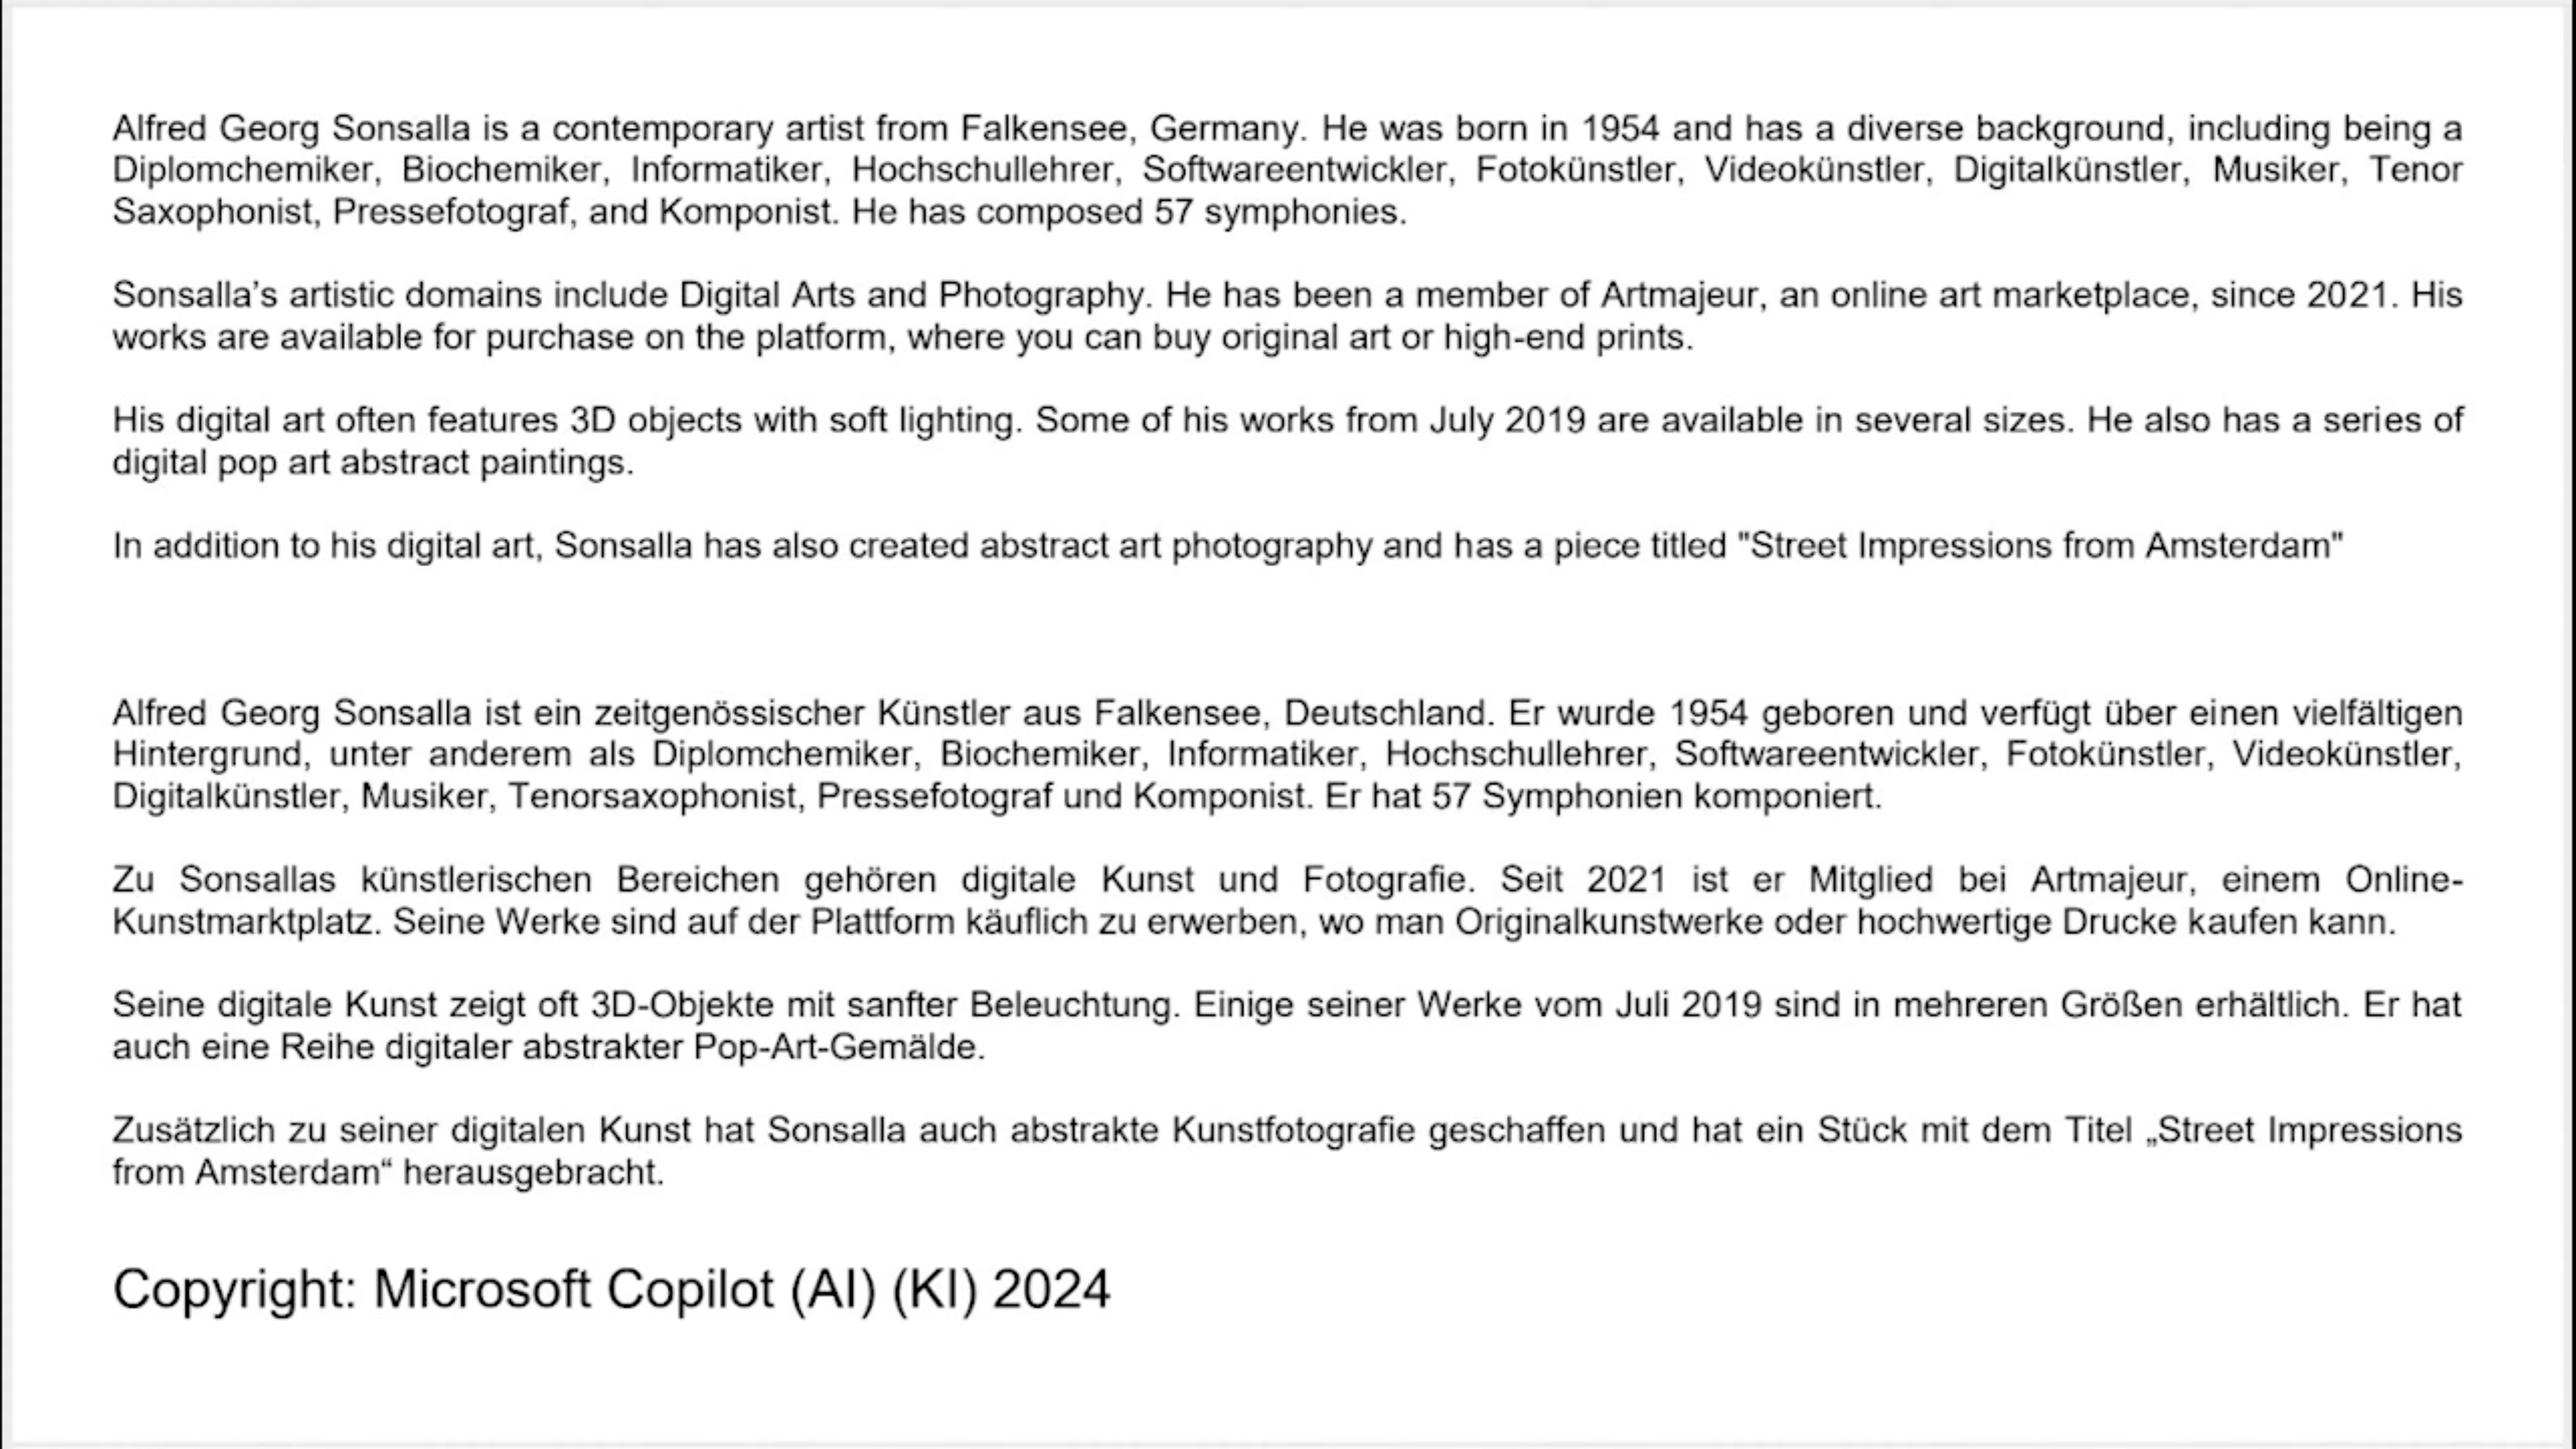 Alfred Georg Sonsalla is a contemporary artist from Falkensee, Germany. He was born in 1954 and has a diverse background, including being a
Diplomchemiker, Biochemiker, Informatiker, Hochschullehrer, Softwareentwickler, Fotokünstler, Videokünstler, Digitalkünstler, Musiker, Tenor
Saxophonist, Pressefotograf, and Komponist. He has composed 57 symphonies.
Sonsalla’s artistic domains include Digital Arts and Photography. He has been a member of Artmajeur, an online art marketplace, since 2021. His
works are available for purchase on the platform, where you can buy original art or high-end prints.
His digital art often features 3D objects with soft lighting. Some of his works from July 2019 are available in several sizes. He also has a series of
digital pop art abstract paintings.
In addition to his digital art, Sonsalla has also created abstract art photography and has a piece titled "Street Impressions from Amsterdam"
Alfred Georg Sonsalla ist ein zeitgenössischer Künstler aus Falkensee, Deutschland. Er wurde 1954 geboren und verfügt über einen vielfältigen
Hintergrund, unter anderem als Diplomchemiker, Biochemiker, Informatiker, Hochschullehrer, Softwareentwickler, Fotokünstler, Videokünstler,
Digitalkünstler, Musiker, Tenorsaxophonist, Pressefotograf und Komponist. Er hat 57 Symphonien komponiert.
Zu Sonsallas künstlerischen Bereichen gehören digitale Kunst und Fotografie. Seit 2021 ist er Mitglied bei Artmajeur, einem Online-
Kunstmarktplatz. Seine Werke sind auf der Plattform käuflich zu erwerben, wo man Originalkunstwerke oder hochwertige Drucke kaufen kann.
Seine digitale Kunst zeigt oft 3D-Objekte mit sanfter Beleuchtung. Einige seiner Werke vom Juli 2019 sind in mehreren Größen erhältlich. Er hat
auch eine Reihe digitaler abstrakter Pop-Art-Gemälde.
Zusätzlich zu seiner digitalen Kunst hat Sonsalla auch abstrakte Kunstfotografie geschaffen und hat ein Stück mit dem Titel „Street Impressions
from Amsterdam“ herausgebracht.
Copyright: Microsoft Copilot (AI) (KI) 2024